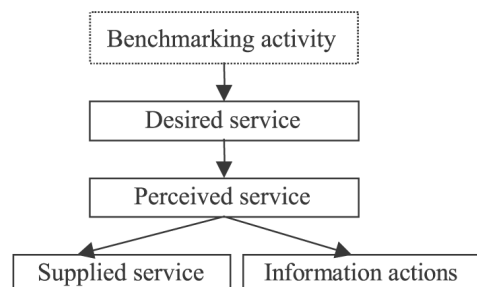 Benchmarking activity
Desired service
Perceived service
Supplied service
Information actions